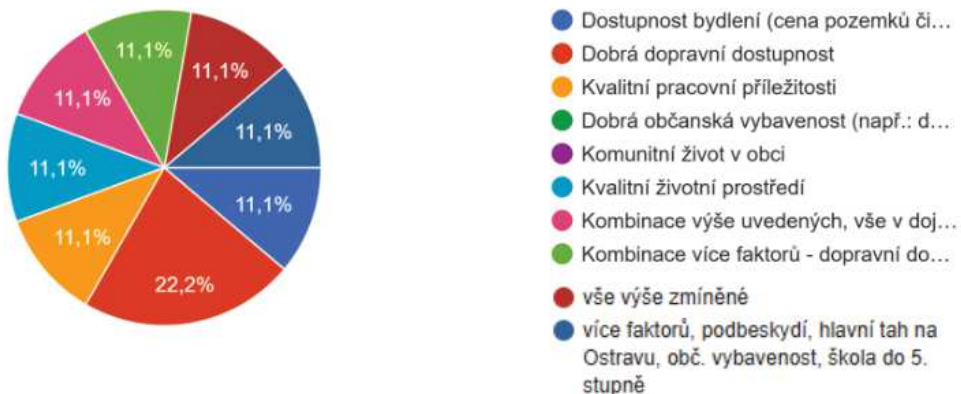 11,1%
11,1%
11,1%
11,1%
11,1%
11,1%
11,1%
22,2%
Dostupnost bydlení (cena pozemků či…
Dobrá dopravní dostupnost
Kvalitní pracovní příležitosti
Dobrá občanská vybavenost (např.: d…
Komunitní život v obci
Kvalitní životní prostředí
Kombinace výše uvedených, vše v doj…
Kombinace více faktorů - dopravní do…
vše výše zmíněné
více faktorů, podbeskydí, hlavní tah na
Ostravu, obč. vybavenost, škola do 5.
stupně